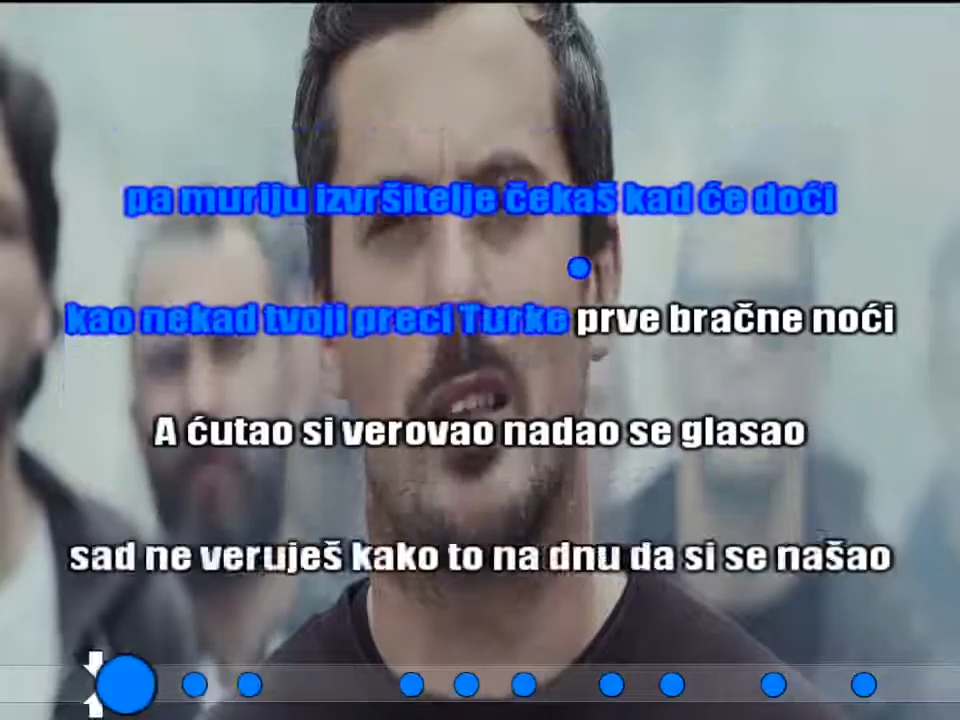 pa muriju izvršitelje čekaš kad će doći
kao nekad tvoji preci Turke prve bračne noći
A ćutao si verovao nadao se glasao
sad ne veruješ kako to na dnu da si se našao